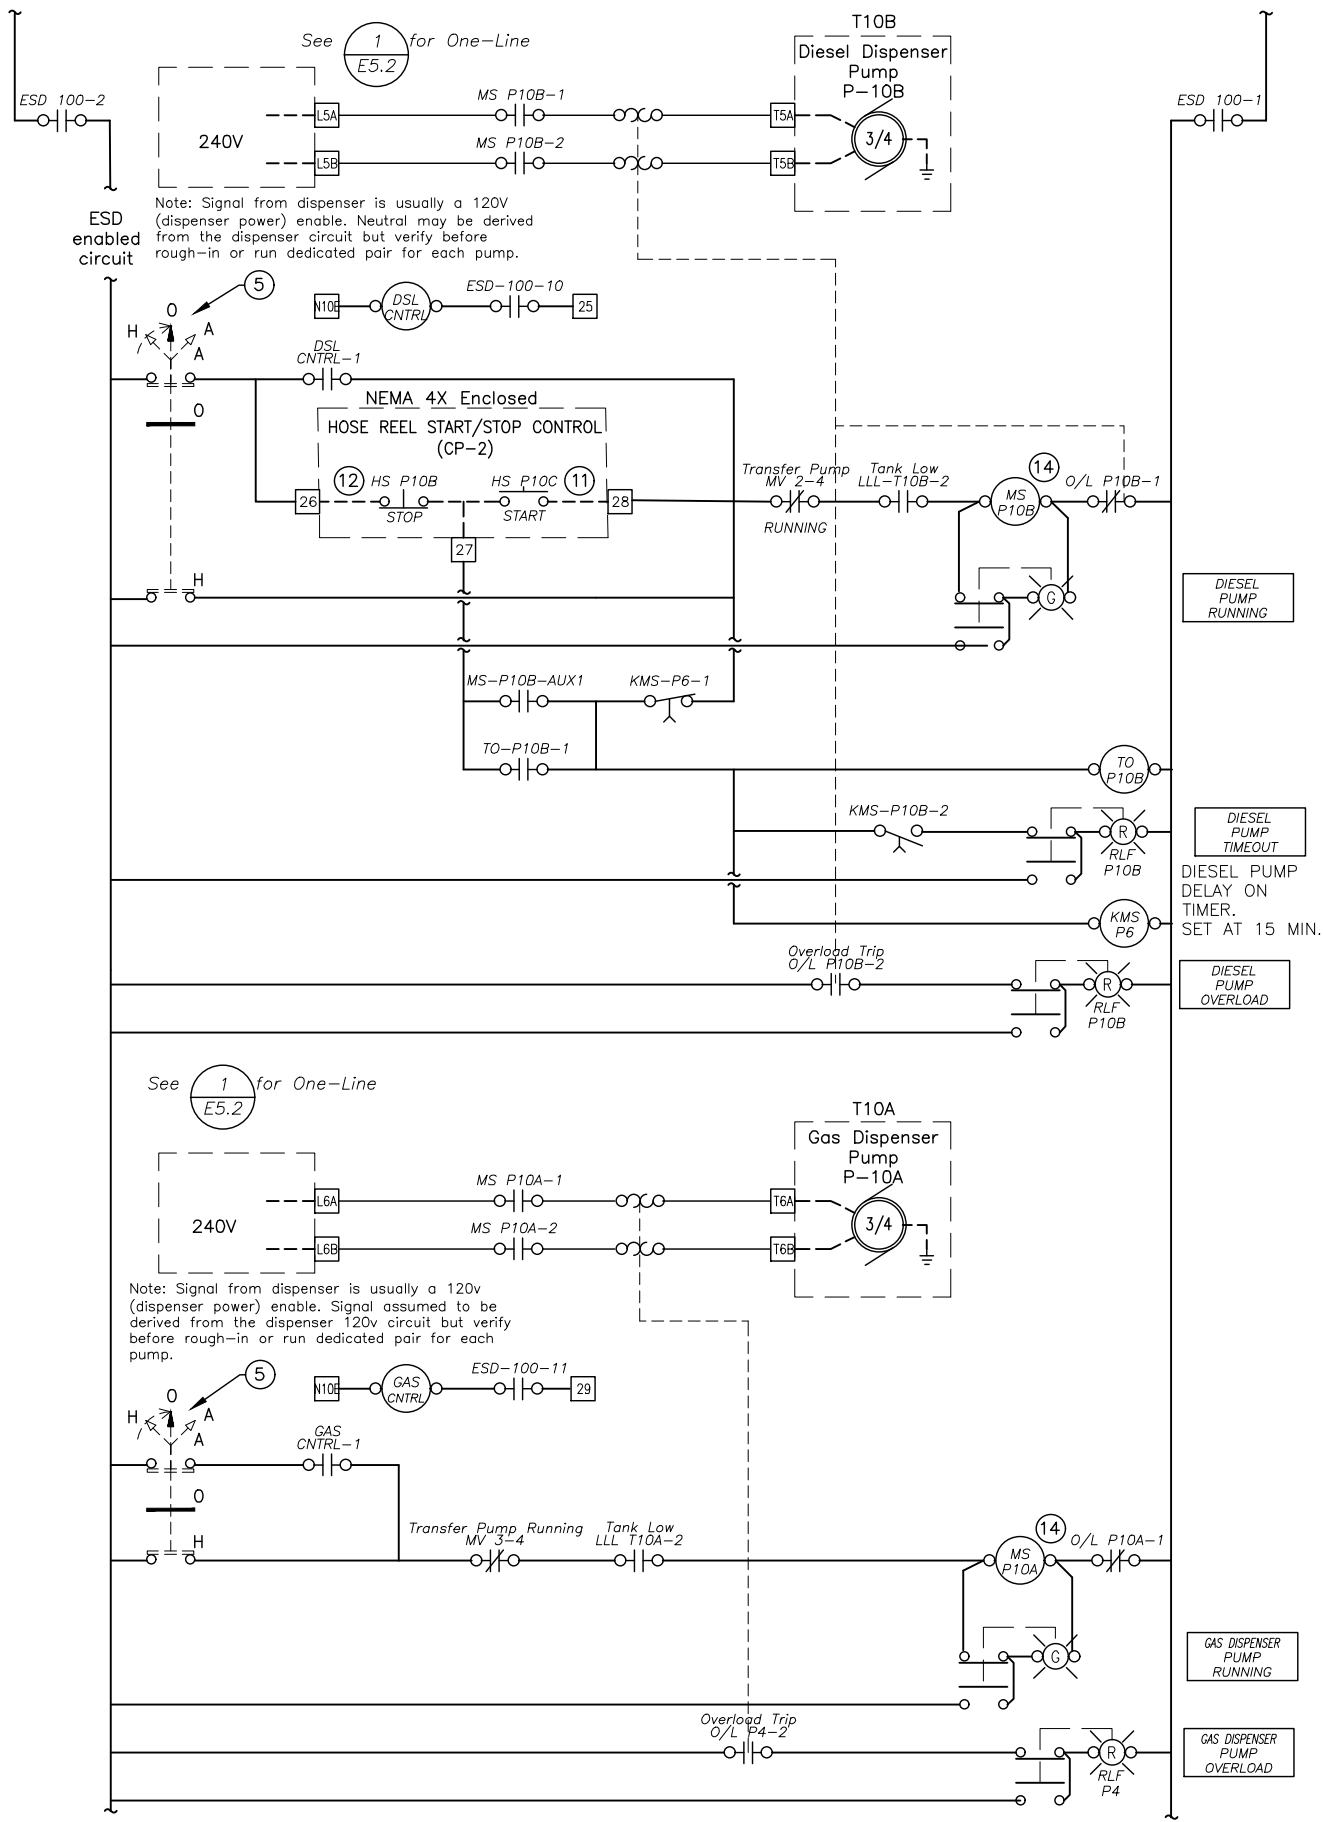 T10B
See 1 for One-Line
E5.2
Diesel Dispenser
Pump
P-10B
ESD 100-2
ESD 100-1
MS P10B-1
L5A
T5A
240V
3/4
MS P10B-2
L5B
T5B
Note: Signal from dispenser is usually a 120V
(dispenser power) enable. Neutral may be derived
from the dispenser circuit but verify before
rough-in or run dedicated pair for each pump.
ESD
enabled
circuit
5
ESD-100-10
DSL
CNTRL
25
O
H
A
A
DSL
CNTRL-1
O
NEMA 4X Enclosed
HOSE REEL START/STOP CONTROL
(CP-2)
12
HS P10B
HS P10C
11
26
STOP
START
28
27
Transfer Pump
MV 2-4
RUNNING
Tank Low
LLL-T10B-2
14
MS
P10B
O/L P10B-1
H
G
DIESEL
PUMP
RUNNING
MS-P10B-AUX1
KMS-P6-1
TO-P10B-1
TO
P10B
KMS-P10B-2
R
RLF
P10B
DIESEL
PUMP
TIMEOUT
DIESEL PUMP
DELAY ON
TIMER.
SET AT 15 MIN.
KMS
P6
Overload Trip
O/L P10B-2
R
RLF
P10B
DIESEL
PUMP
OVERLOAD
See 1 for One-Line
E5.2
T10A
Gas Dispenser
Pump
P-10A
MS P10A-1
L6A
T6A
240V
3/4
MS P10A-2
L6B
T6B
Note: Signal from dispenser is usually a 120v
(dispenser power) enable. Signal assumed to be
derived from the dispenser 120v circuit but verify
before rough-in or run dedicated pair for each
pump.
5
ESD-100-11
GAS
CNTRL
29
O
H
A
A
GAS
CNTRL-1
O
H
Transfer Pump Running
MV 3-4
Tank Low
LLL T10A-2
14
MS
P10A
O/L P10A-1
G
GAS DISPENSER
PUMP
RUNNING
Overload Trip
O/L P4-2
R
RLF
P4
GAS DISPENSER
PUMP
OVERLOAD